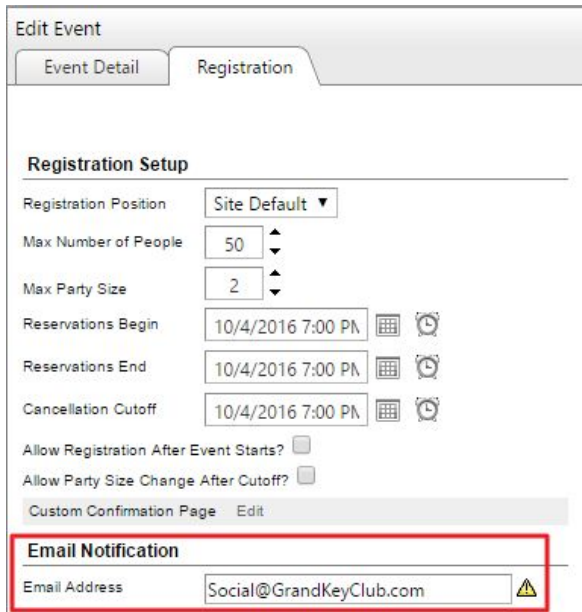 Edit Event
Event Detail Registration
Registration Setup
Registration Position Site Default
Max Number of People 50
Max Party Size 2
Reservations Begin 10/4/2016 7:00 PM
Reservations End 10/4/2016 7:00 PM
Cancellation Cutoff 10/4/2016 7:00 PM
Allow Registration After Event Starts?
Allow Party Size Change After Cutoff?
Custom Confirmation Page Edit
Email Notification
Email Address Social@GrandKeyClub.com